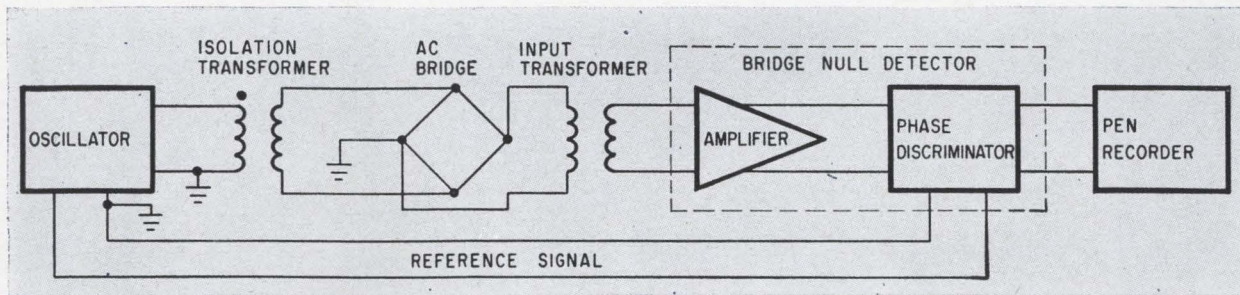 ISOLATION
TRANSFORMER
AC
BRIDGE
INPUT
TRANSFORMER
BRIDGE NULL DETECTOR
OSCILLATOR
AMPLIFIER
PHASE
DISCRIMINATOR
PEN
RECORDER
REFERENCE SIGNAL